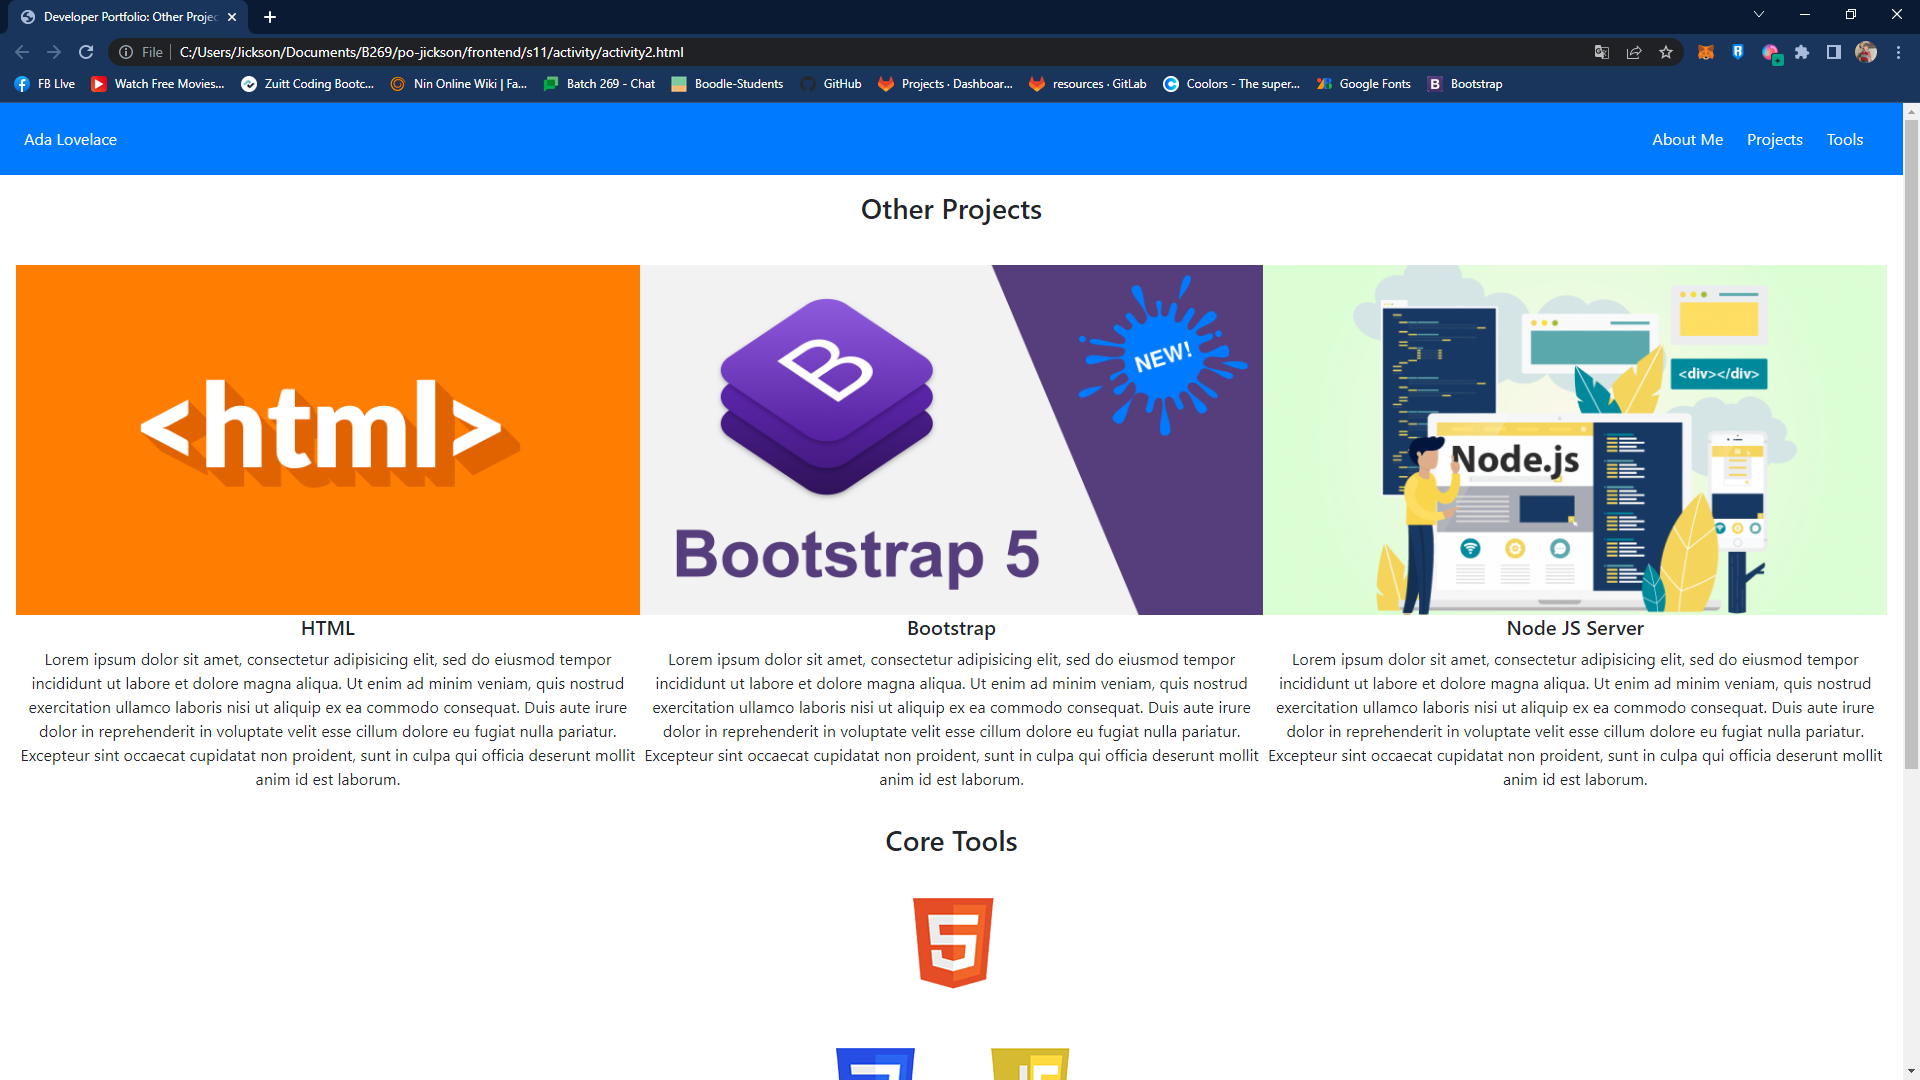 Developer Portfolio: Other Projec
File
C:/Users/Jickson/Documents/B269/po-jickson/frontend/s11/activity/activity2.html
FB LIve
Watch Free Movies...
Zuitt Coding Bootc...
Nin Online Wiki | Fa...
Batch 269 - Chat
Boodle-Students
GitHub
Projects · Dashboar...
resources · GitLab
Coolors - The super...
Google Fonts
B Bootstrap
Ada Lovelace
About Me
Projects
Tools
Other Projects
<html>
B
NEW!
Bootstrap 5
<div></div>
Node.js
HTML
Lorem ipsum dolor sit amet, consectetur adipisicing elit, sed do eiusmod tempor
incididunt ut labore et dolore magna aliqua. Ut enim ad minim veniam, quis nostrud
exercitation ullamco laboris nisi ut aliquip ex ea commodo consequat. Duis aute irure
dolor in reprehenderit in voluptate velit esse cillum dolore eu fugiat nulla pariatur.
Excepteur sint occaecat cupidatat non proident, sunt in culpa qui officia deserunt mollit
anim id est laborum.
Bootstrap
Lorem ipsum dolor sit amet, consectetur adipisicing elit, sed do eiusmod tempor
incididunt ut labore et dolore magna aliqua. Ut enim ad minim veniam, quis nostrud
exercitation ullamco laboris nisi ut aliquip ex ea commodo consequat. Duis aute irure
dolor in reprehenderit in voluptate velit esse cillum dolore eu fugiat nulla pariatur.
Excepteur sint occaecat cupidatat non proident, sunt in culpa qui officia deserunt mollit
anim id est laborum.
Node JS Server
Lorem ipsum dolor sit amet, consectetur adipisicing elit, sed do eiusmod tempor
incididunt ut labore et dolore magna aliqua. Ut enim ad minim veniam, quis nostrud
exercitation ullamco laboris nisi ut aliquip ex ea commodo consequat. Duis aute irure
dolor in reprehenderit in voluptate velit esse cillum dolore eu fugiat nulla pariatur.
Excepteur sint occaecat cupidatat non proident, sunt in culpa qui officia deserunt mollit
anim id est laborum.
Core Tools
5